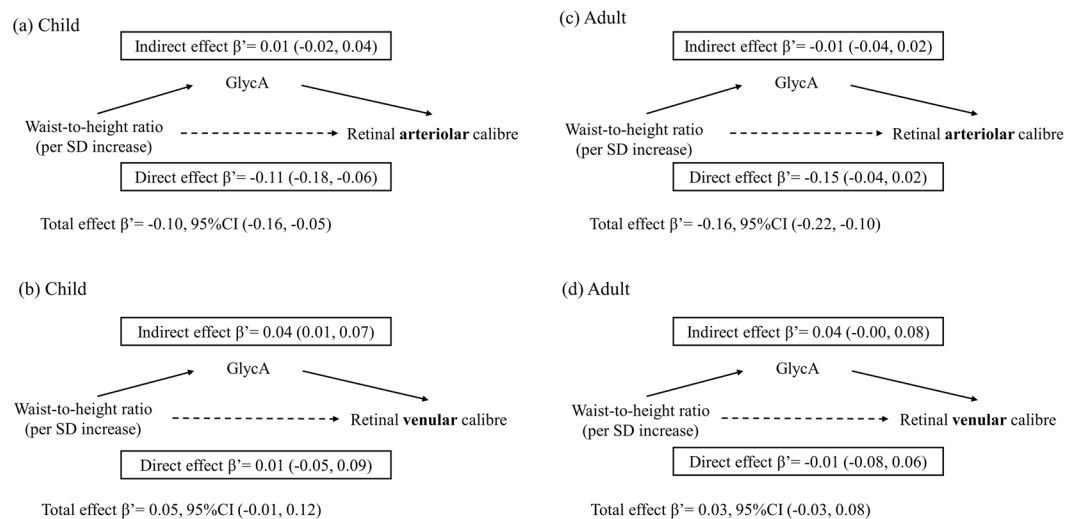 (a) Child
Indirect effect β’= 0.01 (-0.02, 0.04)
GlycA
Waist-to-height ratio
(per SD increase)
Retinal arteriolar calibre
Direct effect β’= -0.11 (-0.18, -0.06)
Total effect β’= -0.10, 95%CI (-0.16, -0.05)
(c) Adult
Indirect effect β’= -0.01 (-0.04, 0.02)
GlycA
Waist-to-height ratio
(per SD increase)
Retinal arteriolar calibre
Direct effect β’= -0.15 (-0.04, 0.02)
Total effect β’= -0.16, 95%CI (-0.22, -0.10)
(b) Child
Indirect effect β’= 0.04 (0.01, 0.07)
GlycA
Waist-to-height ratio
(per SD increase)
Retinal venular calibre
Direct effect β’= 0.01 (-0.05, 0.09)
Total effect β’= 0.05, 95%CI (-0.01, 0.12)
(d) Adult
Indirect effect β’= 0.04 (-0.00, 0.08)
GlycA
Waist-to-height ratio
(per SD increase)
Retinal venular calibre
Direct effect β’= -0.01 (-0.08, 0.06)
Total effect β’= 0.03, 95%CI (-0.03, 0.08)